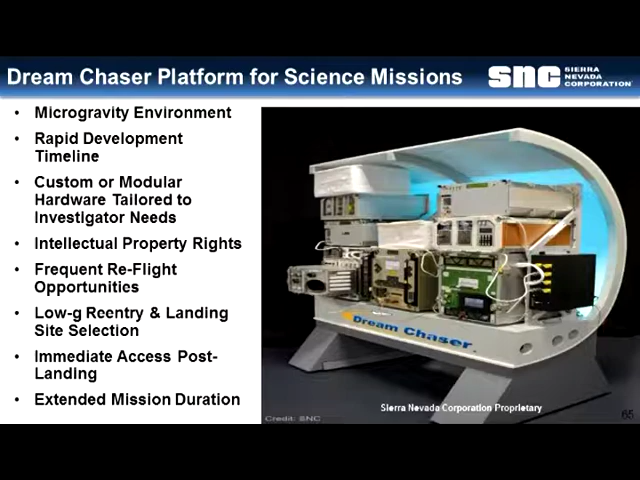 Dream Chaser Platform for Science Missions
snc SIERRA
NEVADA
CORPORATION
• Microgravity Environment
• Rapid Development
Timeline
• Custom or Modular
Hardware Tailored to
Investigator Needs
• Intellectual Property Rights
• Frequent Re-Flight
Opportunities
• Low-g Reentry & Landing
Site Selection
• Immediate Access Post-
Landing
• Extended Mission Duration
Dream Chaser
Sierra Nevada Corporation Proprietary
Credit: SNC
65